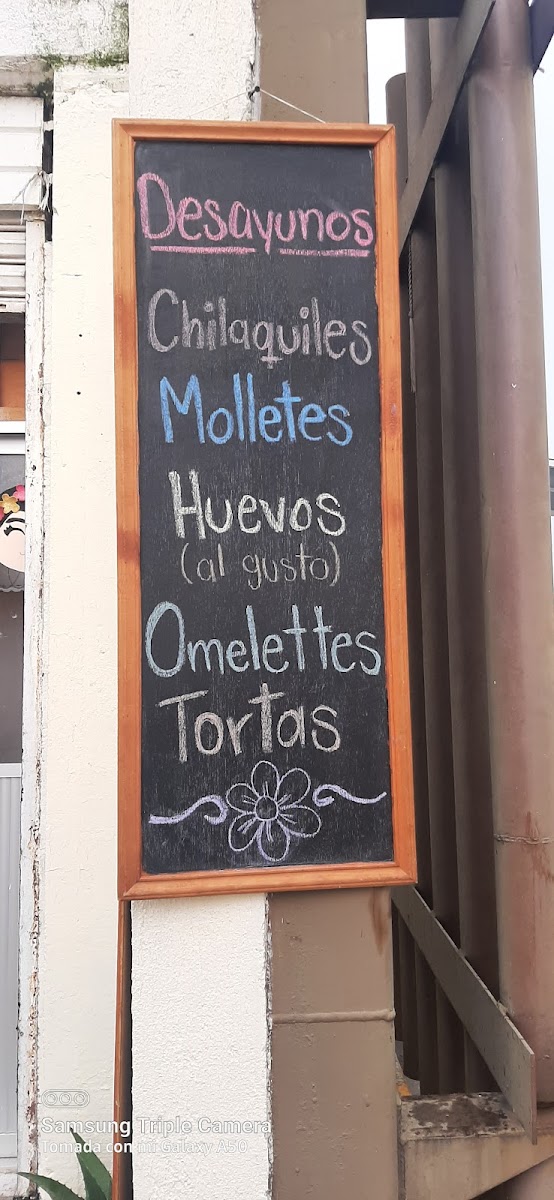 Desayunos
Chilaquiles
Molletes
Huevos
(al gusto)
Omelettes
Tortas
Samsung Triple Camera
Tomada con mi Galaxy A50